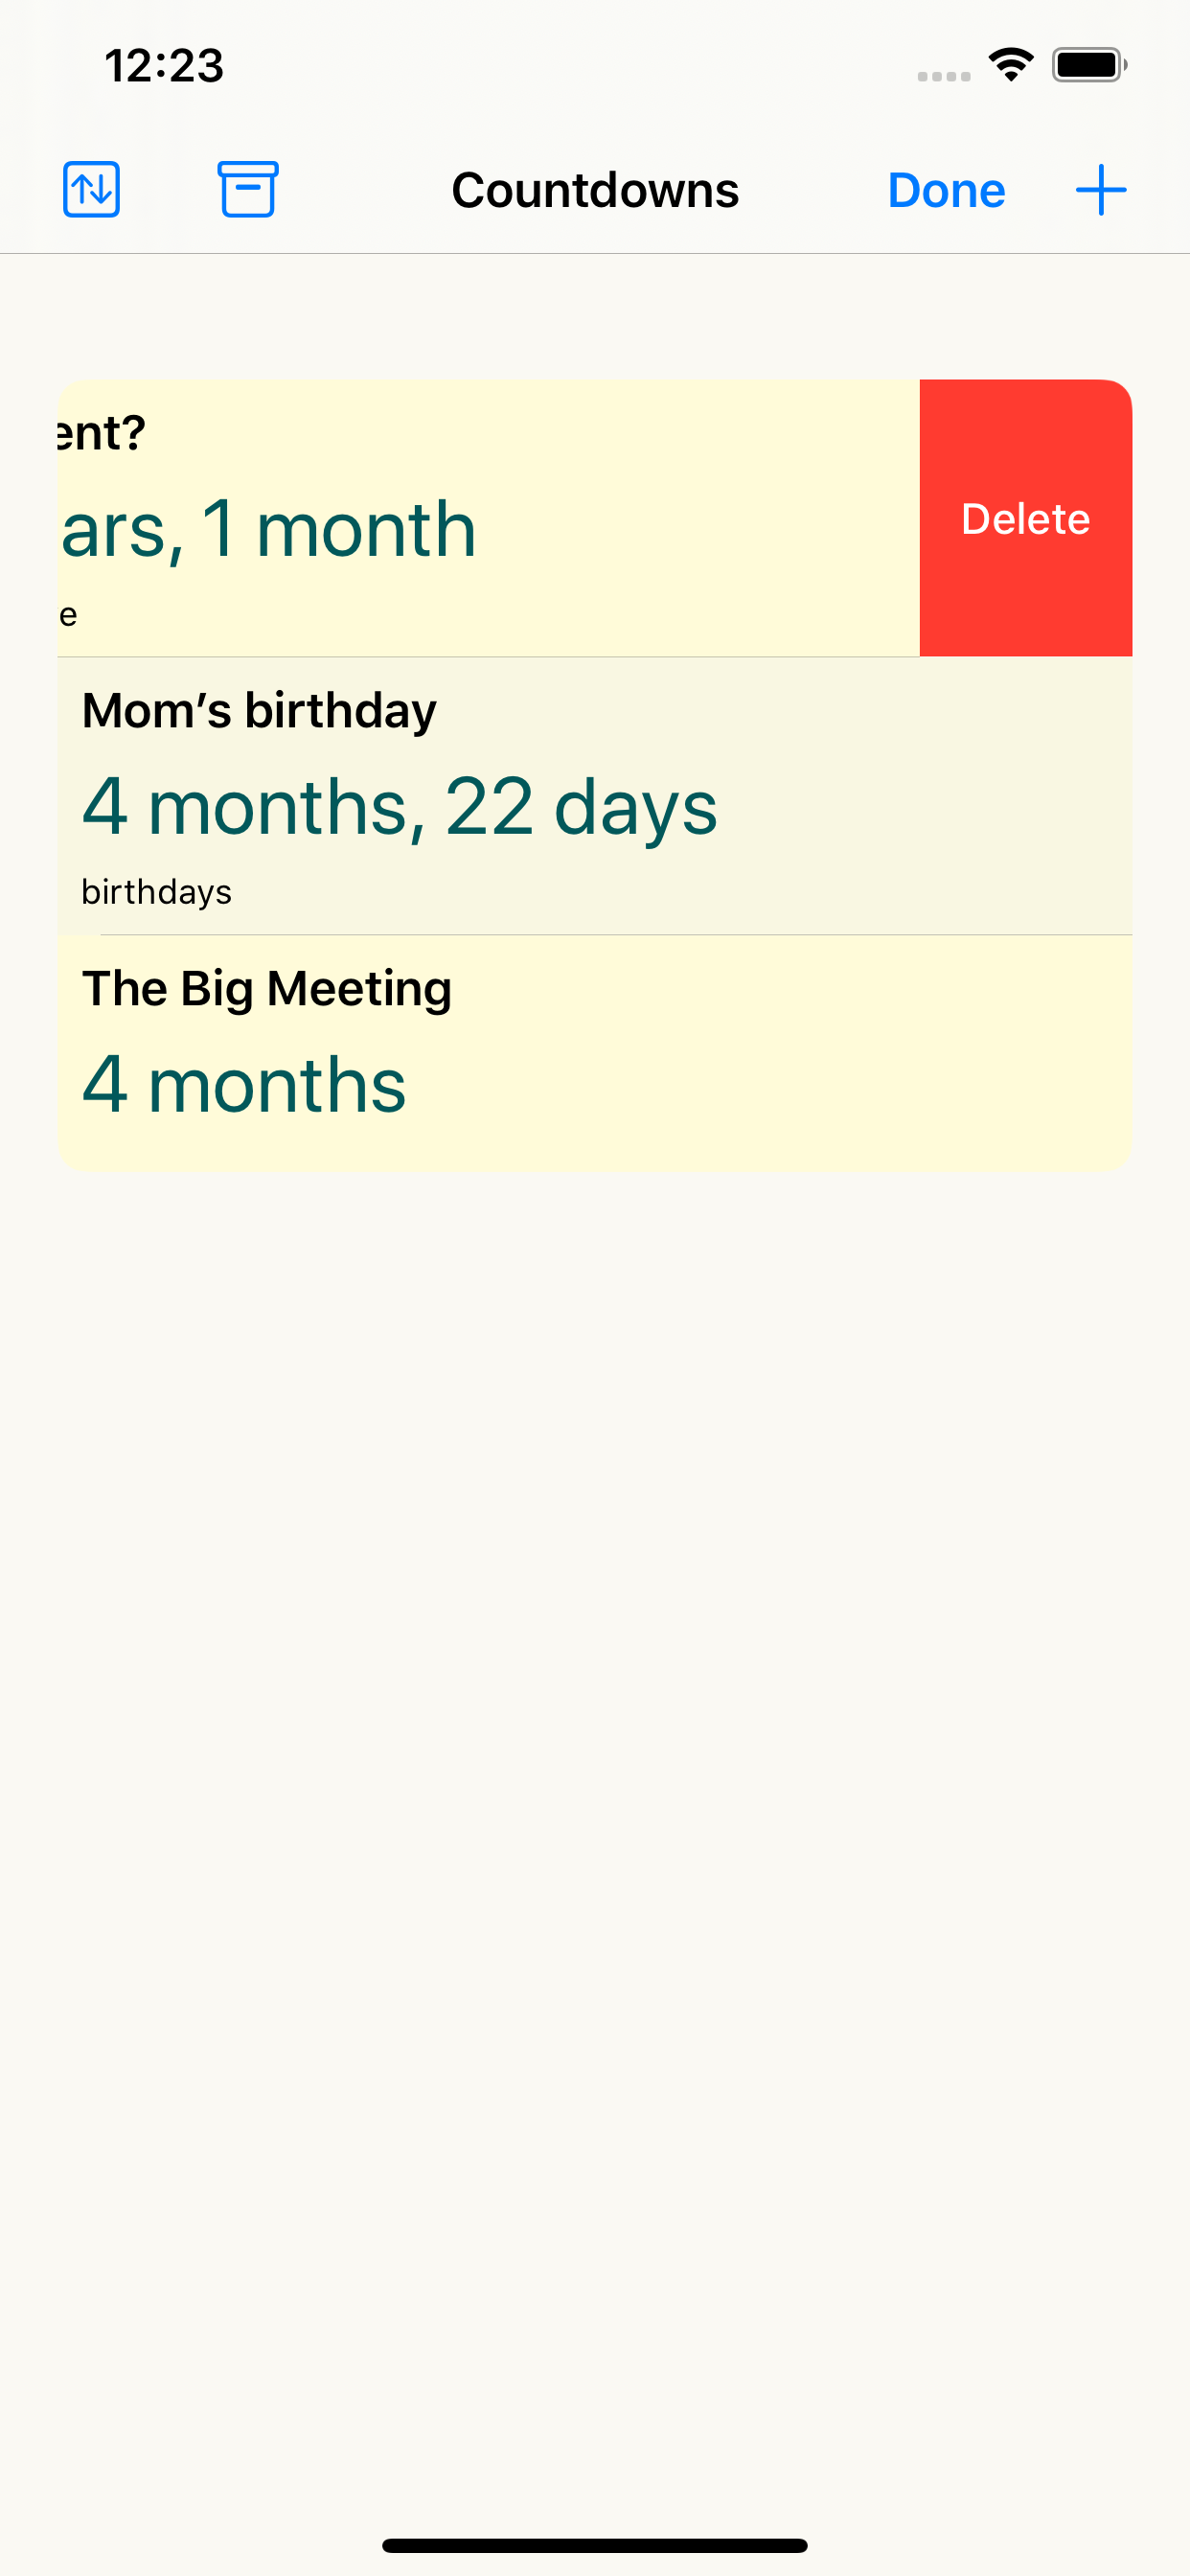 12:23
Countdowns
Done
ent?
ars, 1 month
e
Delete
Mom’s birthday
4 months, 22 days
birthdays
The Big Meeting
4 months